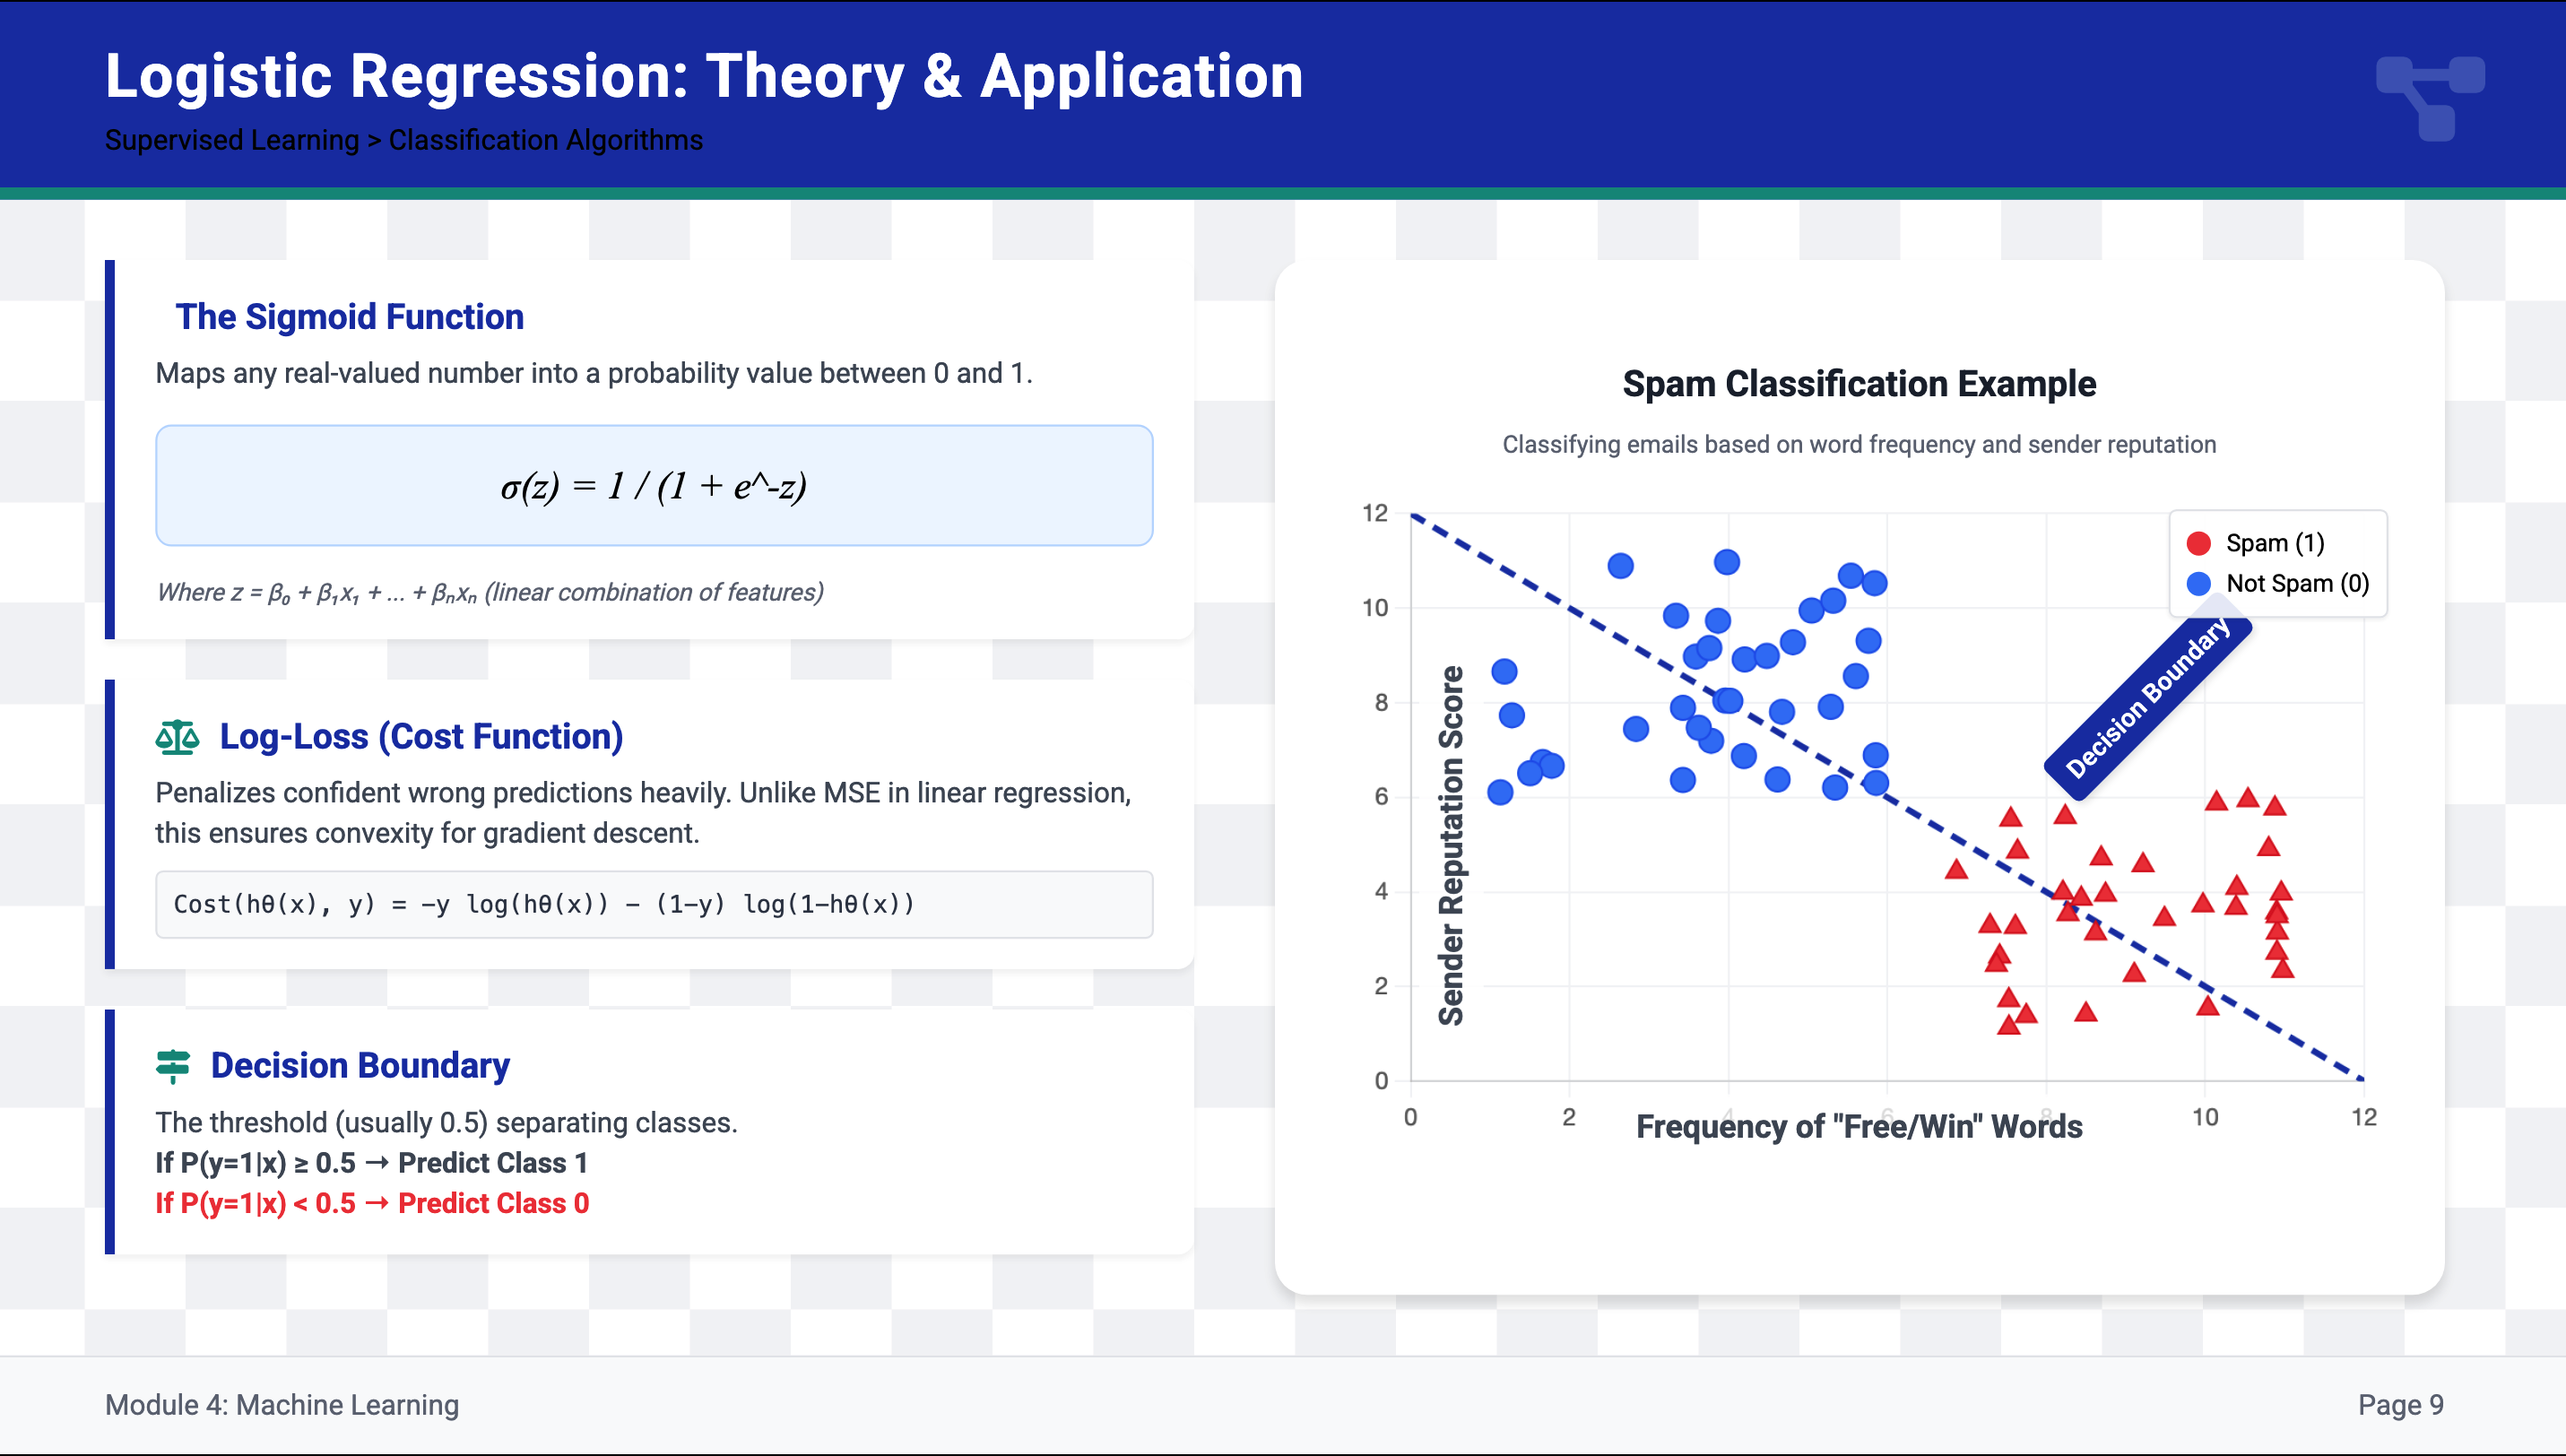 Logistic Regression: Theory & Application
Supervised Learning > Classification Algorithms
The Sigmoid Function
Maps any real-valued number into a probability value between 0 and 1.
σ(z) = 1 / (1 + e^-z)
Where z = β₀ + β₁x₁ + ... + βₙxₙ (linear combination of features)
Log-Loss (Cost Function)
Penalizes confident wrong predictions heavily. Unlike MSE in linear regression,
this ensures convexity for gradient descent.
Cost(hθ(x), y) = −y log(hθ(x)) − (1−y) log(1−hθ(x))
Decision Boundary
The threshold (usually 0.5) separating classes.
If P(y=1|x) ≥ 0.5 → Predict Class 1
If P(y=1|x) < 0.5 → Predict Class 0
Spam Classification Example
Classifying emails based on word frequency and sender reputation
12
10
8
6
4
2
0
Sender Reputation Score
Spam (1)
Not Spam (0)
Decision Boundary
0 2 4 6 8 10 12
Frequency of "Free/Win" Words
Module 4: Machine Learning
Page 9